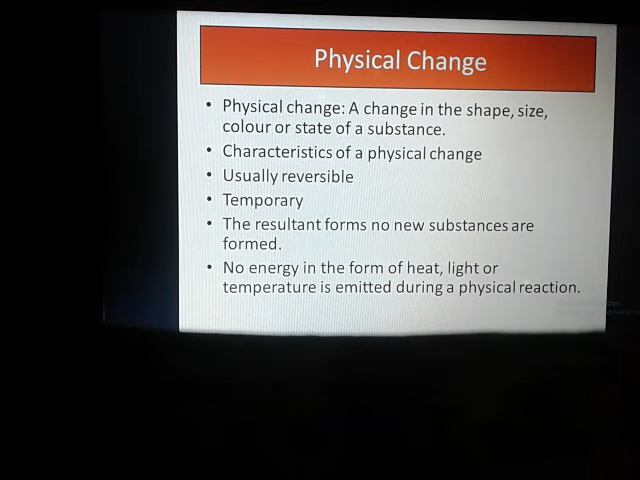 Physical Change
• Physical change: A change in the shape, size,
colour or state of a substance.
• Characteristics of a physical change
• Usually reversible
• Temporary
• The resultant forms no new substances are
formed.
• No energy in the form of heat, light or
temperature is emitted during a physical reaction.